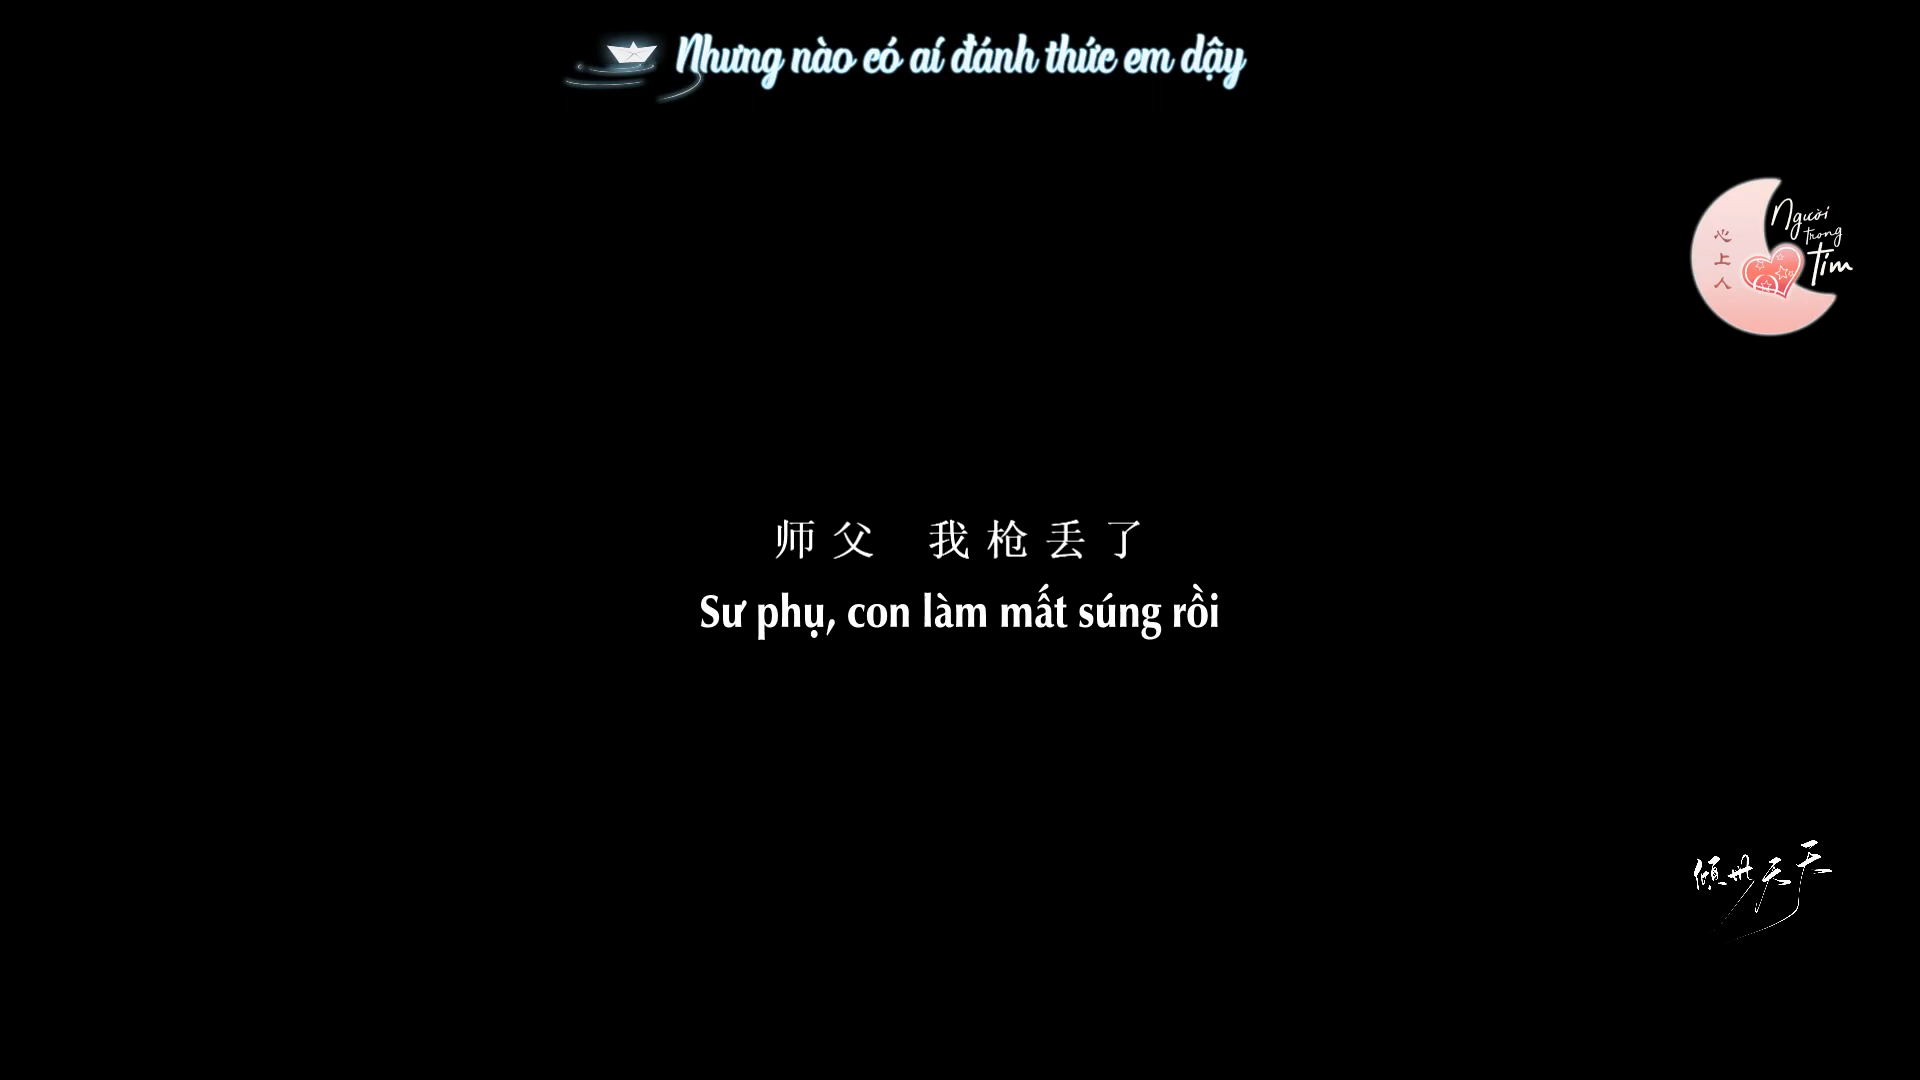 Nhưng nào có ai đánh thức em dậy
Người
trong
Tim
心
上
人
师父 我枪丢了
Sư phụ, con làm mất súng rồi
倾世天天